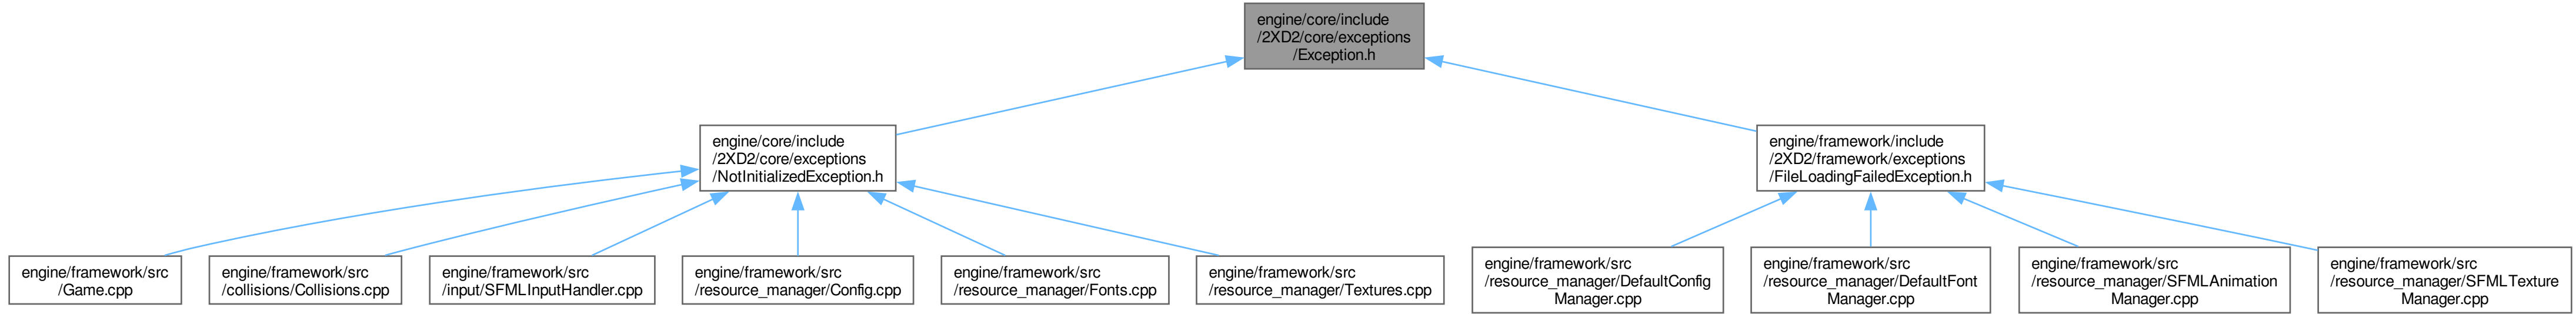 engine/core/include
/2XD2/core/exceptions
/Exception.h
engine/core/include
/2XD2/core/exceptions
/NotInitializedException.h
engine/framework/include
/2XD2/framework/exceptions
/FileLoadingFailedException.h
engine/framework/src
/Game.cpp
engine/framework/src
/collisions/Collisions.cpp
engine/framework/src
/input/SFMLInputHandler.cpp
engine/framework/src
/resource_manager/Config.cpp
engine/framework/src
/resource_manager/Fonts.cpp
engine/framework/src
/resource_manager/Textures.cpp
engine/framework/src
/resource_manager/DefaultConfig
Manager.cpp
engine/framework/src
/resource_manager/DefaultFont
Manager.cpp
engine/framework/src
/resource_manager/SFMLAnimation
Manager.cpp
engine/framework/src
/resource_manager/SFMLTexture
Manager.cpp